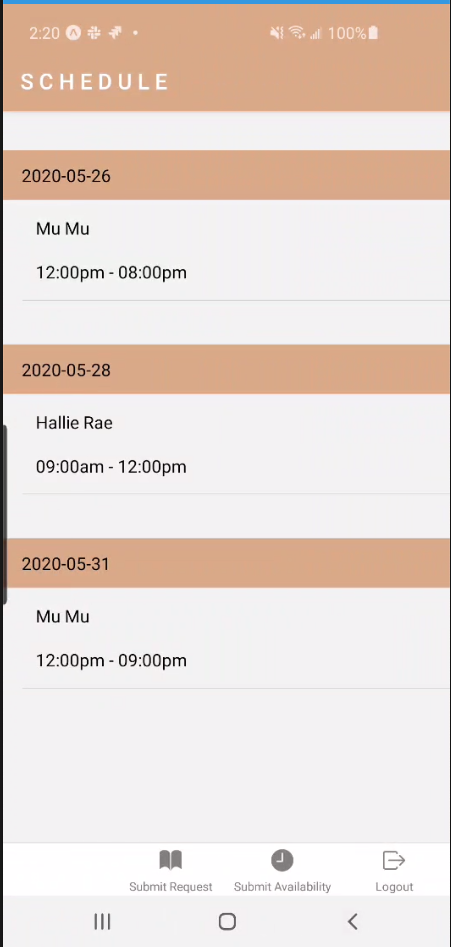 2:20
100%
SCHEDULE
2020-05-26
Mu Mu
12:00pm - 08:00pm
2020-05-28
Hallie Rae
09:00am - 12:00pm
2020-05-31
Mu Mu
12:00pm - 09:00pm
Submit Request
Submit Availability
Logout